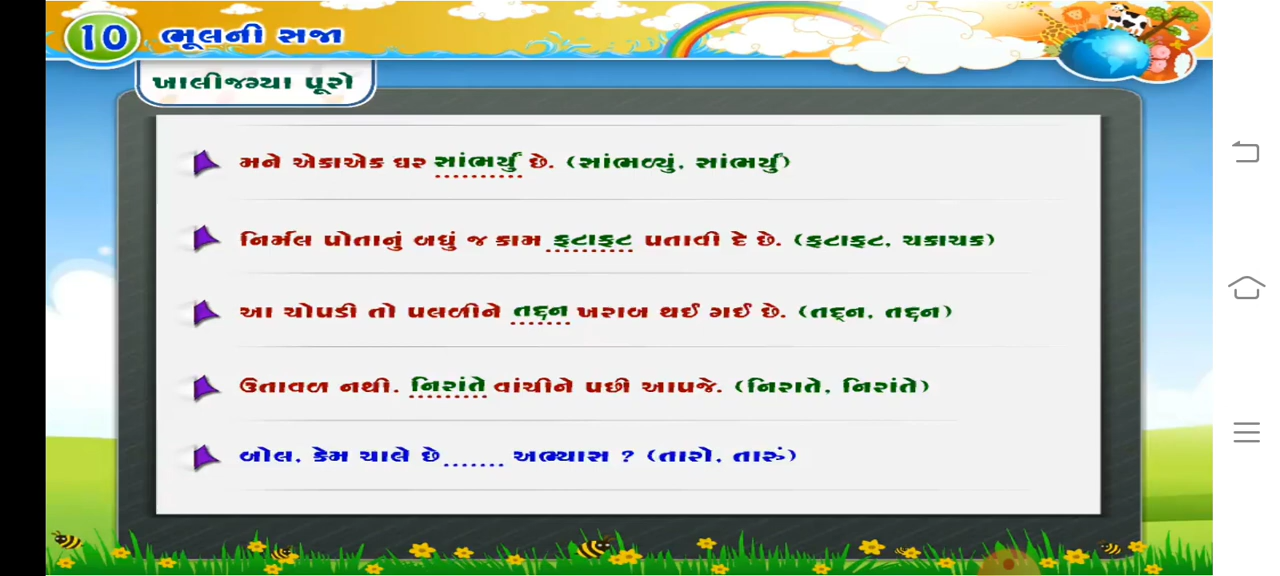 10 ભૂલની સજા
ખાલીજગ્યા પૂરો
મને એકાએક ઘર સાંભર્યું છે. (સાંભળ્યું, સાંભર્યું)
નિર્મલ પોતાનું બધું જ કામ ફટાફટ પતાવી દે છે. (ફટાફટ, ચકાચક)
આ ચોપડી તો પલળીને તદ્દન ખરાબ થઈ ગઈ છે. (તદ્દન, તદ્દન)
ઉતાવળ નથી. નિરાંતે વાંચીને પછી આપજે. (નિરાતે, નિરાંતે)
બોલ, કેમ ચાલે છે ....... અભ્યાસ ? (તારો, તારું)